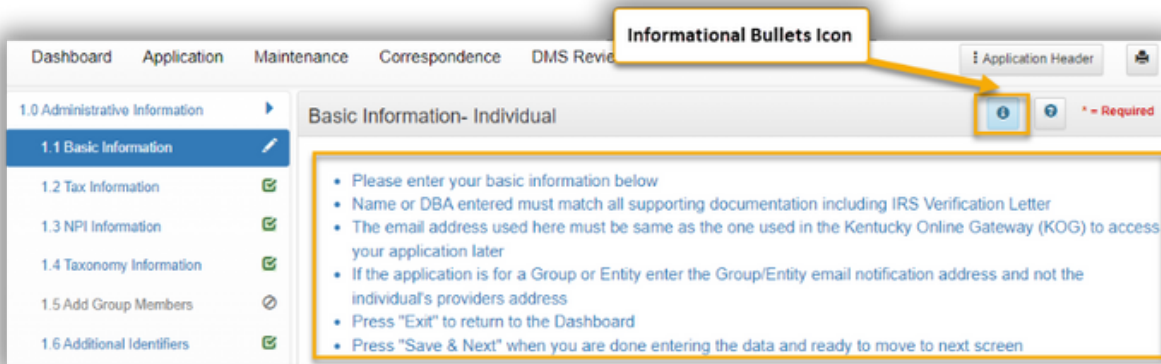 Informational Bullets Icon
Dashboard Application Maintenance Correspondence DMS
Application Header
1.0 Administrative Information
Basic Information- Individual
* = Required
1.1 Basic Information
1.2 Tax Information
1.3 NPI Information
1.4 Taxonomy Information
1.5 Add Group Members
1.6 Additional Identifiers
• Please enter your basic information below
• Name or DBA entered must match all supporting documentation including IRS Verification Letter
• The email address used here must be same as the one used in the Kentucky Online Gateway (KOG) to access
your application later
• If the application is for a Group or Entity enter the Group/Entity email notification address and not the
individual's providers address
• Press "Exit" to return to the Dashboard
• Press "Save & Next" when you are done entering the data and ready to move to next screen